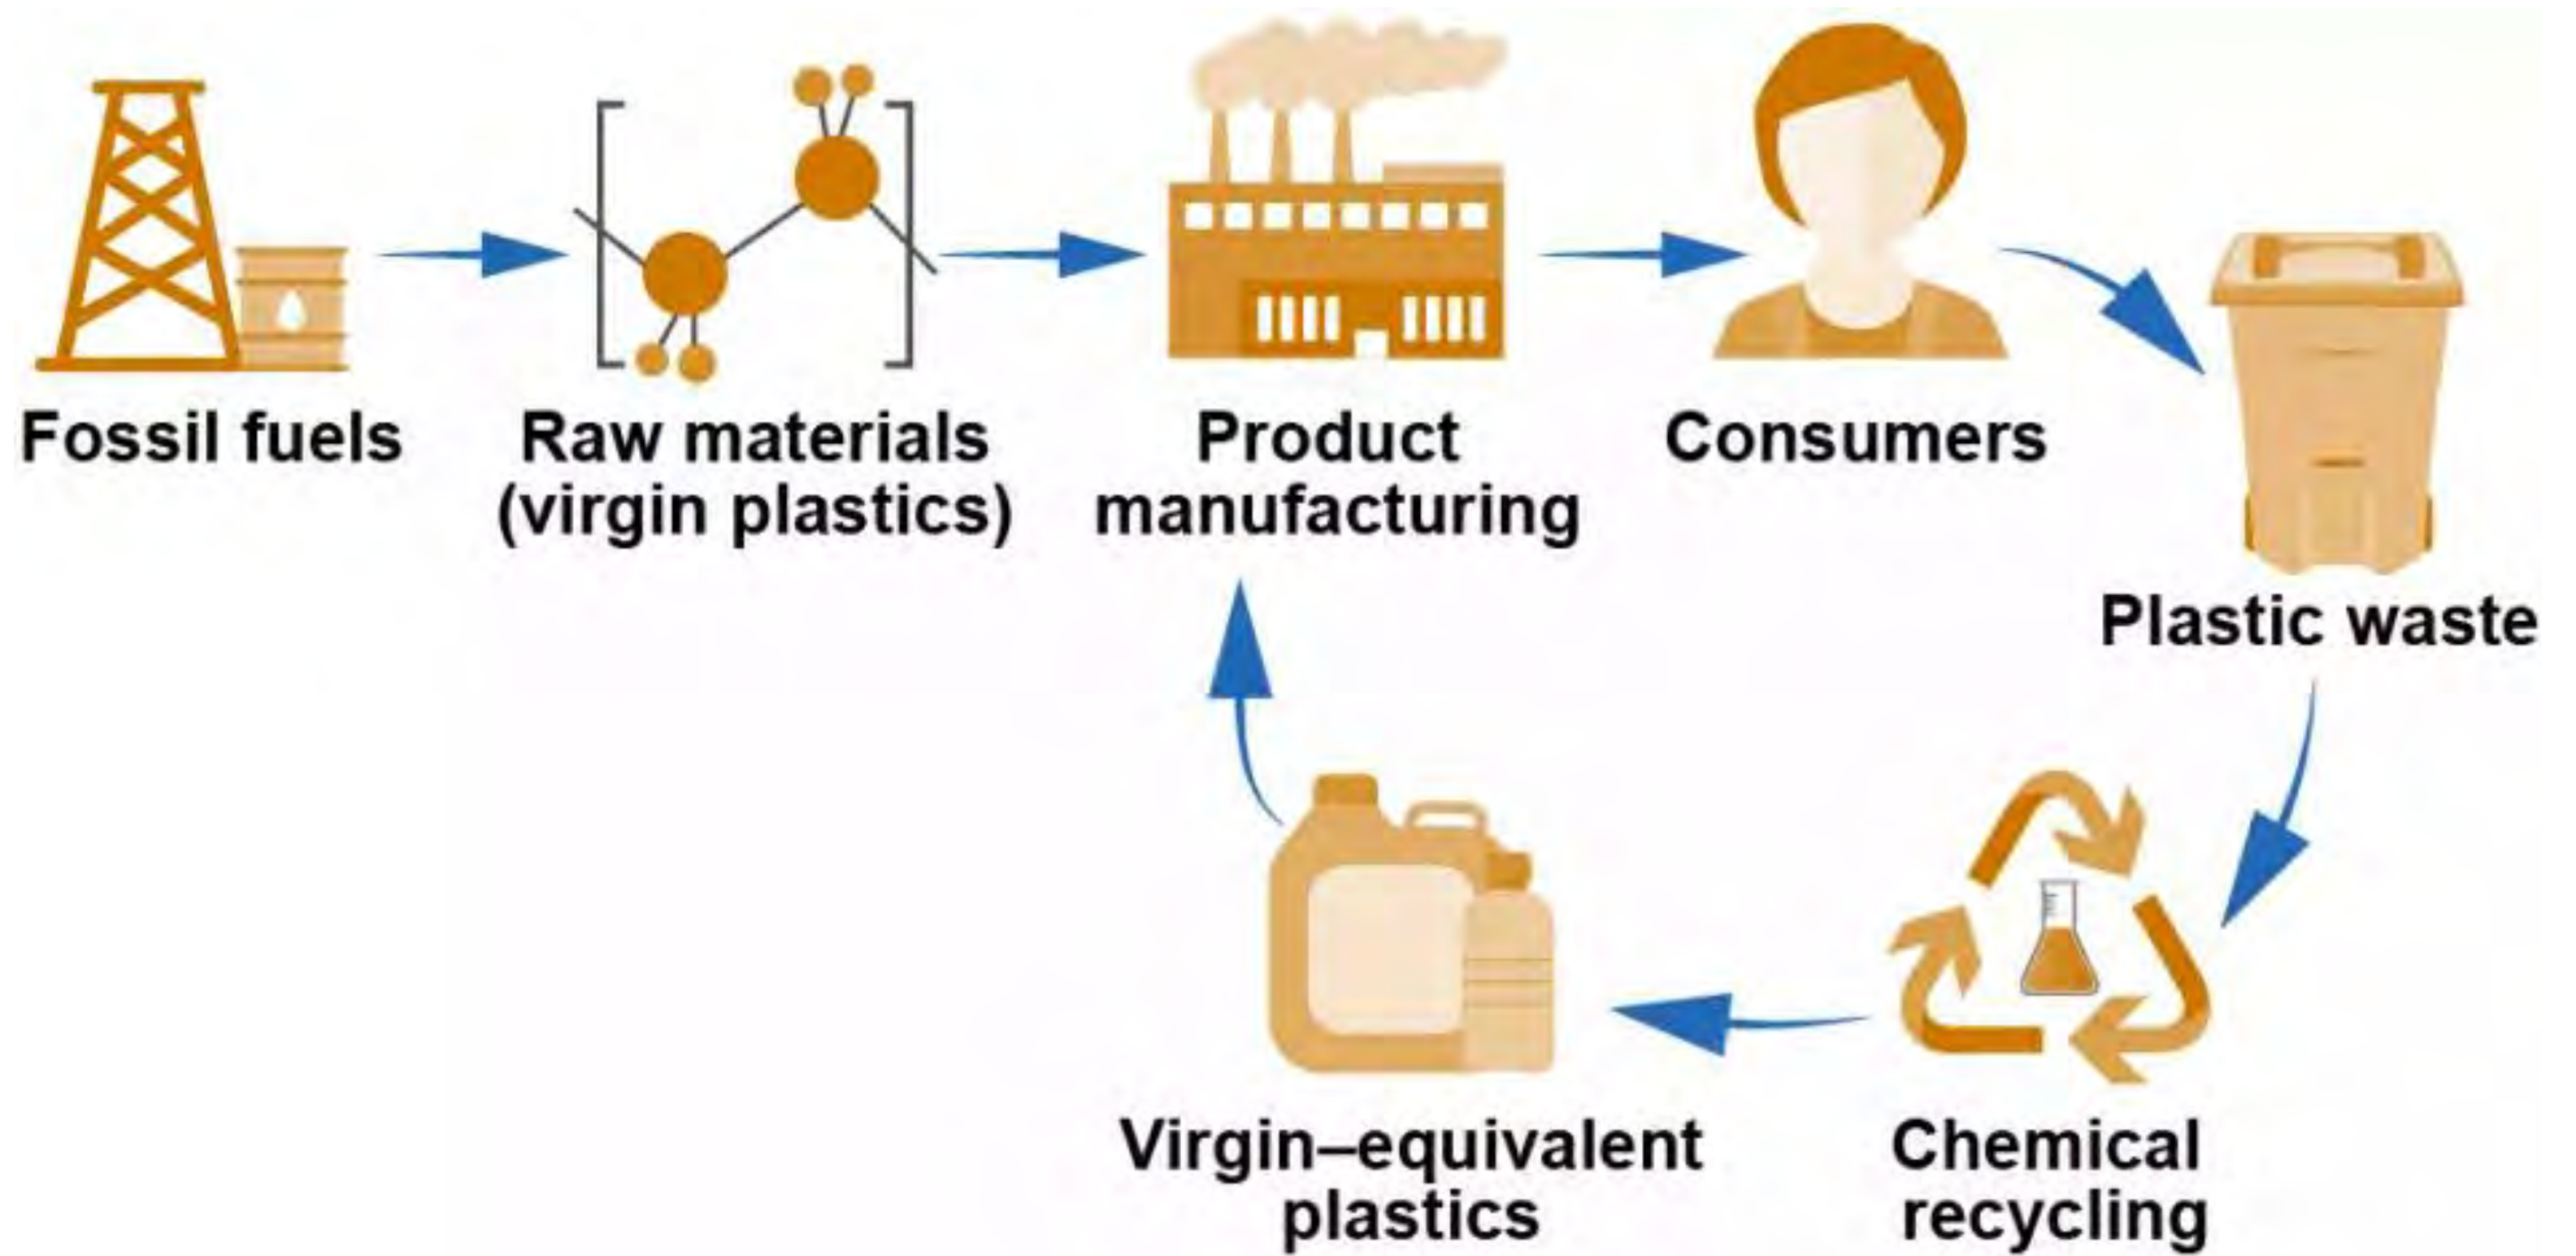 Fossil fuels
Raw materials
(virgin plastics)
Product
manufacturing
Consumers
Plastic waste
Chemical
recycling
Virgin–equivalent
plastics